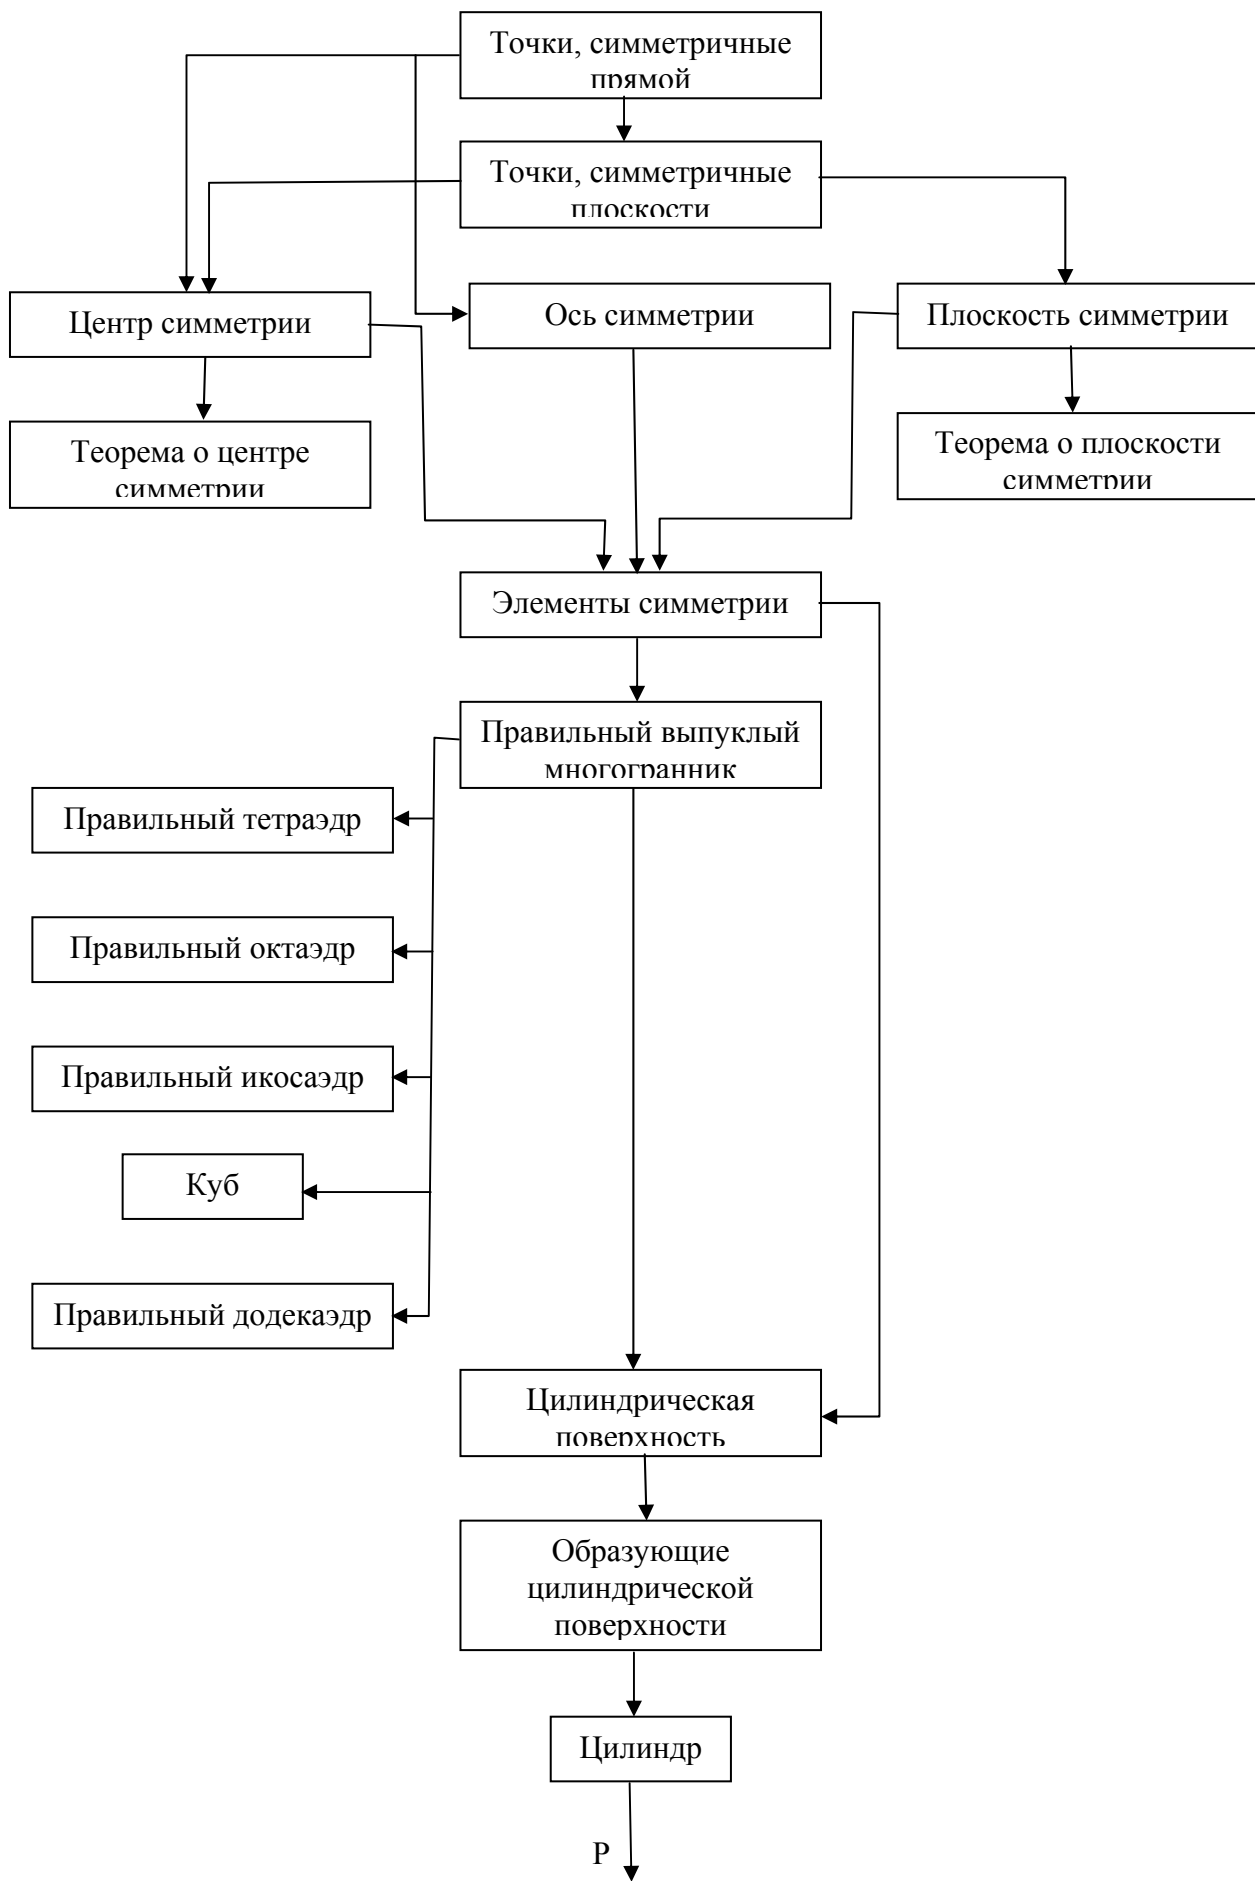 Точки, симметричные
прямой
Точки, симметричные
плоскости
Центр симметрии
Ось симметрии
Плоскость симметрии
Теорема о центре
симметрии
Теорема о плоскости
симметрии
Элементы симметрии
Правильный выпуклый
многогранник
Правильный тетраэдр
Правильный октаэдр
Правильный икосаэдр
Куб
Правильный додекаэдр
Цилиндрическая
поверхность
Образующие
цилиндрической
поверхности
Цилиндр
Р